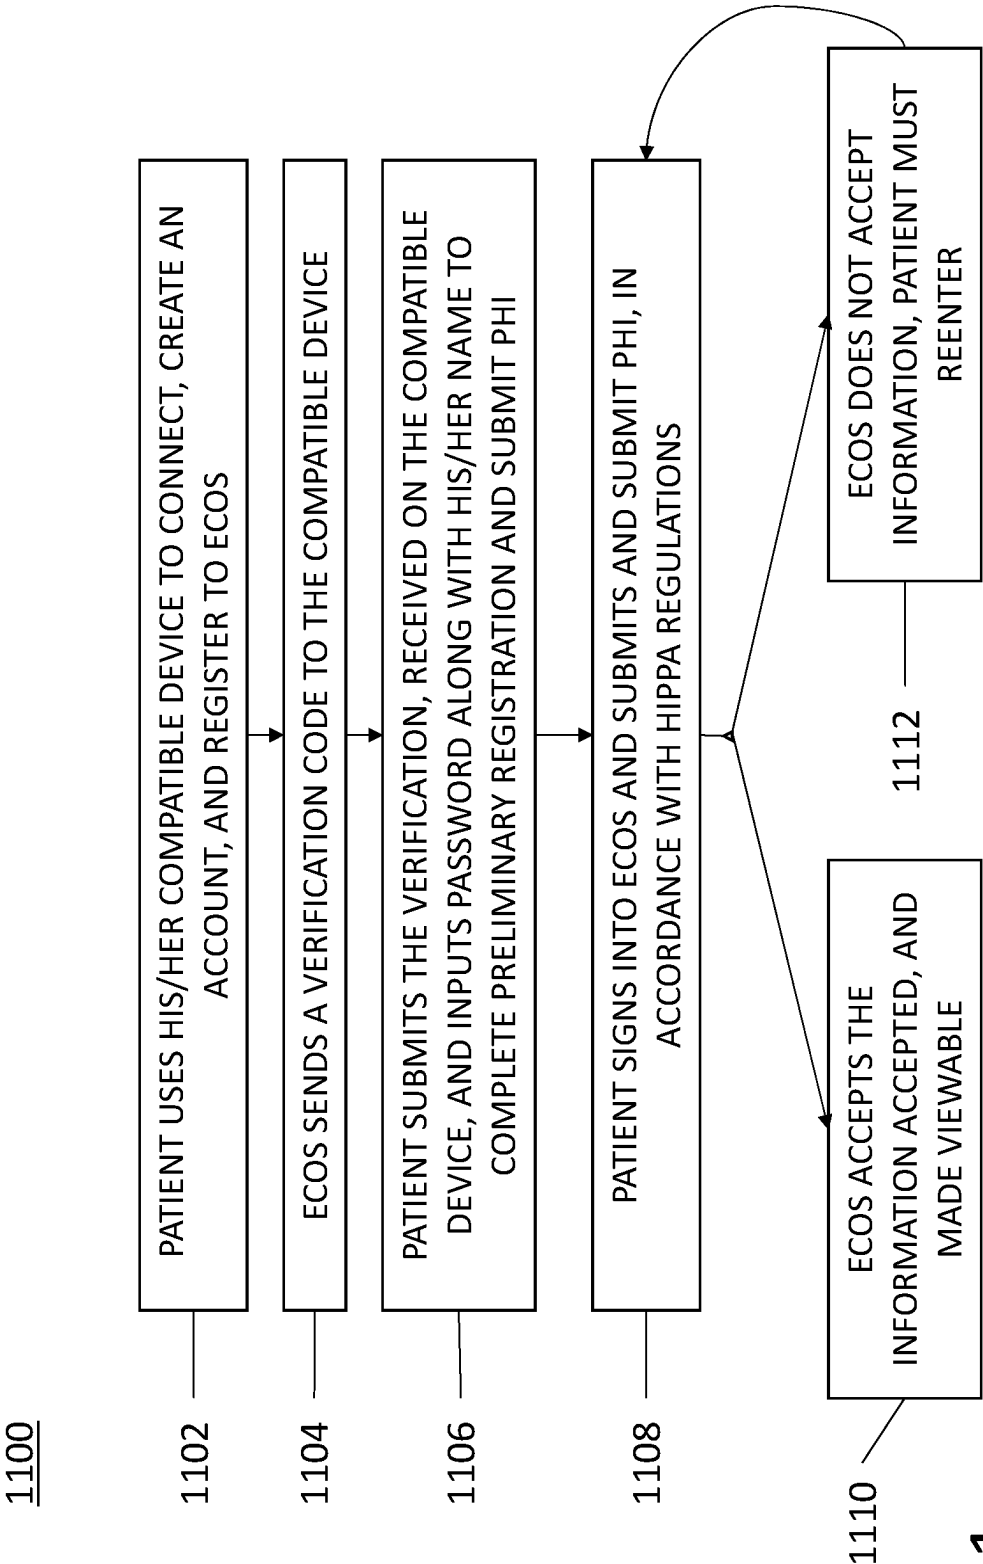 1100
1102
PATIENT USES HIS/HER COMPATIBLE DEVICE TO CONNECT, CREATE AN
ACCOUNT, AND REGISTER TO ECOS
1104
ECOS SENDS A VERIFICATION CODE TO THE COMPATIBLE DEVICE
1106
PATIENT SUBMITS THE VERIFICATION, RECEIVED ON THE COMPATIBLE
DEVICE, AND INPUTS PASSWORD ALONG WITH HIS/HER NAME TO
COMPLETE PRELIMINARY REGISTRATION AND SUBMIT PHI
1108
PATIENT SIGNS INTO ECOS AND SUBMITS AND SUBMIT PHI, IN
ACCORDANCE WITH HIPPA REGULATIONS
1110
ECOS ACCEPTS THE
INFORMATION ACCEPTED, AND
MADE VIEWABLE
1112
ECOS DOES NOT ACCEPT
INFORMATION, PATIENT MUST
REENTER